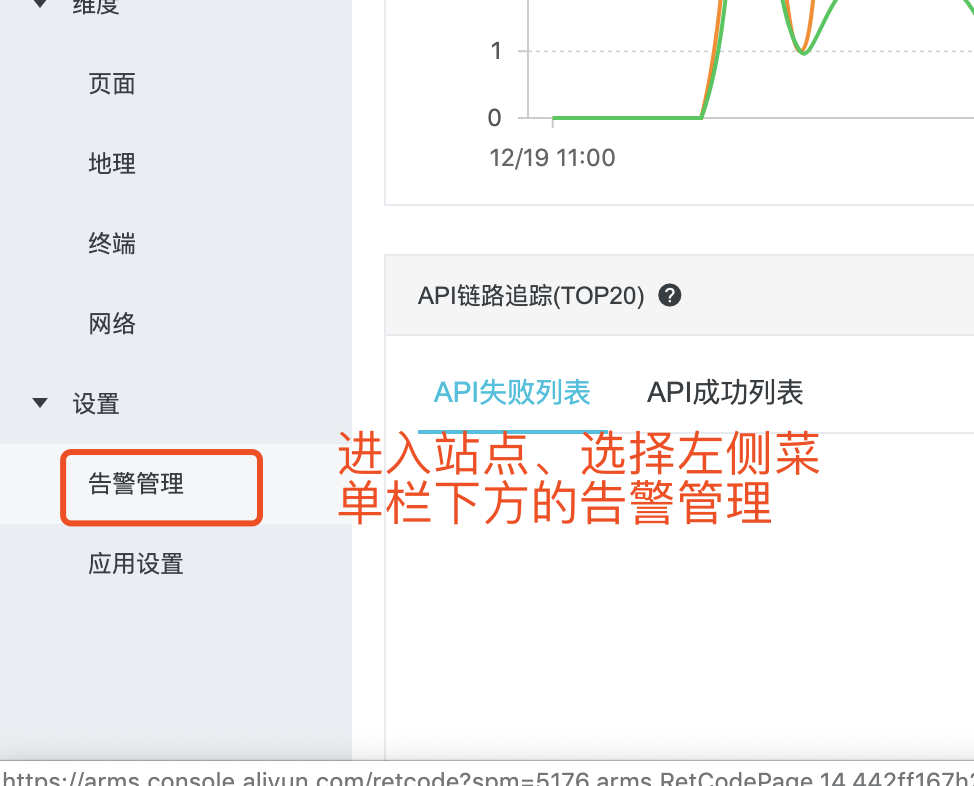 维度
页面
地理
终端
网络
设置
告警管理
应用设置
1
0
12/19 11:00
API链路追踪(TOP20) ?
API失败列表 API成功列表
进入站点、选择左侧菜
单栏下方的告警管理
https://arms.console.aliyun.com/retcode?spm=5176.arms.RetCodePage.14.442ff167h